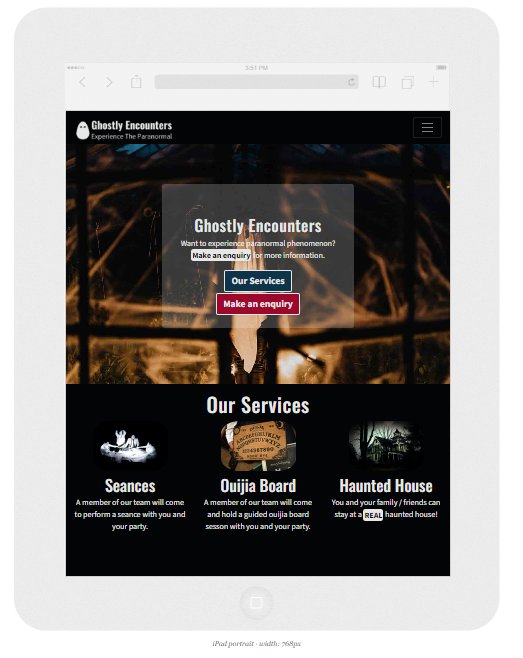 3:51 PM
Ghostly Encounters
Experience The Paranormal
Ghostly Encounters
Want to experience paranormal phenomenon?
Make an enquiry for more information.
Our Services
Make an enquiry
Our Services
Seances
Ouijia Board
Haunted House
A member of our team will come
to perform a seance with you and
your party.
A member of our team will come
and hold a guided ouijia board
sesson with you and your party.
You and your family / friends can
stay at a REAL haunted house!
iPad portrait · width: 768px